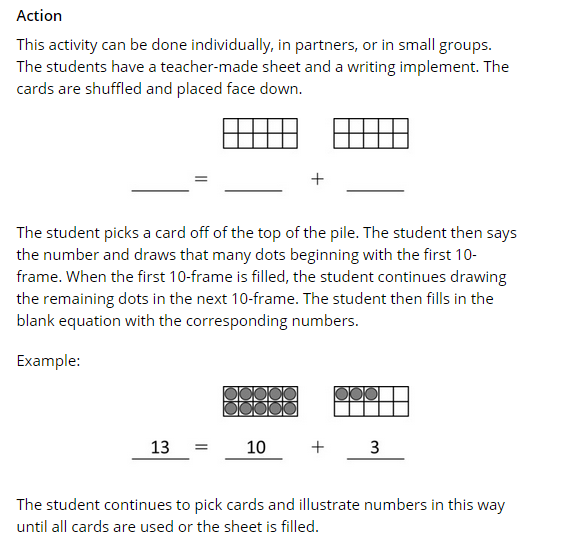 Action
This activity can be done individually, in partners, or in small groups.
The students have a teacher-made sheet and a writing implement. The
cards are shuffled and placed face down.
_____ = _____ + _____
The student picks a card off of the top of the pile. The student then says
the number and draws that many dots beginning with the first 10-
frame. When the first 10-frame is filled, the student continues drawing
the remaining dots in the next 10-frame. The student then fills in the
blank equation with the corresponding numbers.
Example:
13 = 10 + 3
The student continues to pick cards and illustrate numbers in this way
until all cards are used or the sheet is filled.